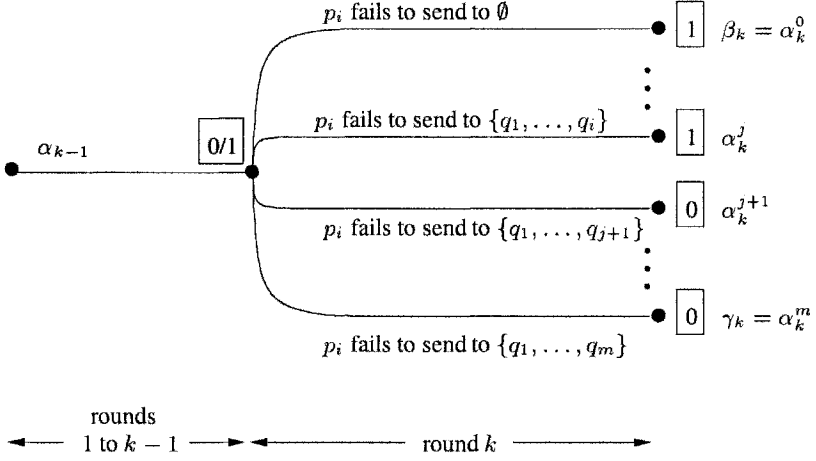 p_i fails to send to ∅
1 β_k = α_k^0
p_i fails to send to {q_1, . . . , q_i}
1 α_k^j
α_{k−1}
0/1
0 α_k^{j+1}
p_i fails to send to {q_1, . . . , q_{j+1}}
0 γ_k = α_k^m
p_i fails to send to {q_1, . . . , q_m}
rounds
1 to k − 1
round k